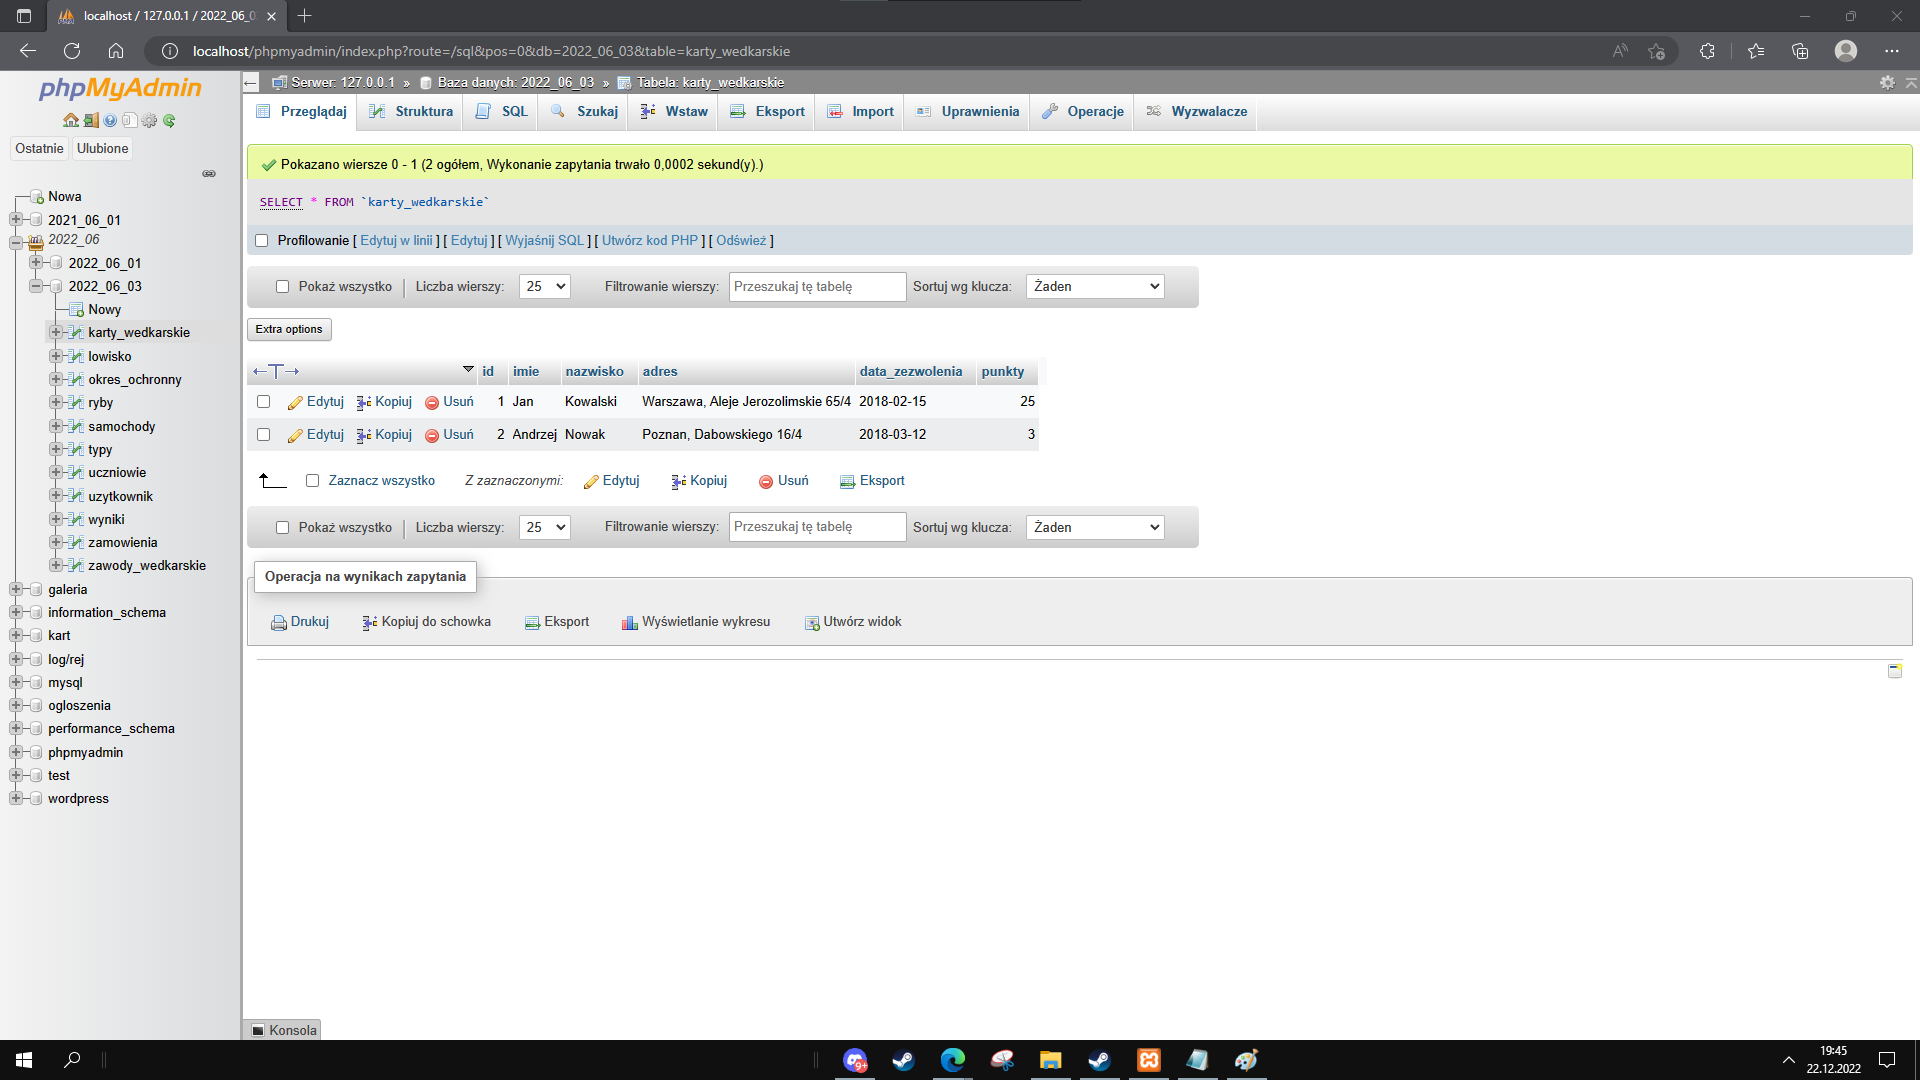 localhost / 127.0.0.1 / 2022_06_0
localhost/phpmyadmin/index.php?route=/sql&pos=0&db=2022_06_03&table=karty_wedkarskie
phpMyAdmin
Ostatnie Ulubione
Nowa
2021_06_01
2022_06
2022_06_01
2022_06_03
Nowy
karty_wedkarskie
lowisko
okres_ochronny
ryby
samochody
typy
uczniowie
uzytkownik
wyniki
zamowienia
zawody_wedkarskie
galeria
information_schema
kart
log/rej
mysql
ogloszenia
performance_schema
phpmyadmin
test
wordpress
Serwer: 127.0.0.1 » Baza danych: 2022_06_03 » Tabela: karty_wedkarskie
Przeglądaj Struktura SQL Szukaj Wstaw Eksport Import Uprawnienia Operacje Wyzwalacze
Pokazano wiersze 0 - 1 (2 ogółem, Wykonanie zapytania trwało 0,0002 sekund(y).)
SELECT * FROM `karty_wedkarskie`
Profilowanie [ Edytuj w linii ] [ Edytuj ] [ Wyjaśnij SQL ] [ Utwórz kod PHP ] [ Odśwież ]
Pokaż wszystko | Liczba wierszy: 25 Filtrowanie wierszy: Przeszukaj tę tabelę Sortuj wg klucza: Żaden
Extra options
←T→ id imie nazwisko adres data_zezwolenia punkty
Edytuj Kopiuj Usuń 1 Jan Kowalski Warszawa, Aleje Jerozolimskie 65/4 2018-02-15 25
Edytuj Kopiuj Usuń 2 Andrzej Nowak Poznan, Dabowskiego 16/4 2018-03-12 3
Zaznacz wszystko Z zaznaczonymi: Edytuj Kopiuj Usuń Eksport
Pokaż wszystko | Liczba wierszy: 25 Filtrowanie wierszy: Przeszukaj tę tabelę Sortuj wg klucza: Żaden
Operacja na wynikach zapytania
Drukuj Kopiuj do schowka Eksport Wyświetlanie wykresu Utwórz widok
Konsola
9+
19:45
22.12.2022